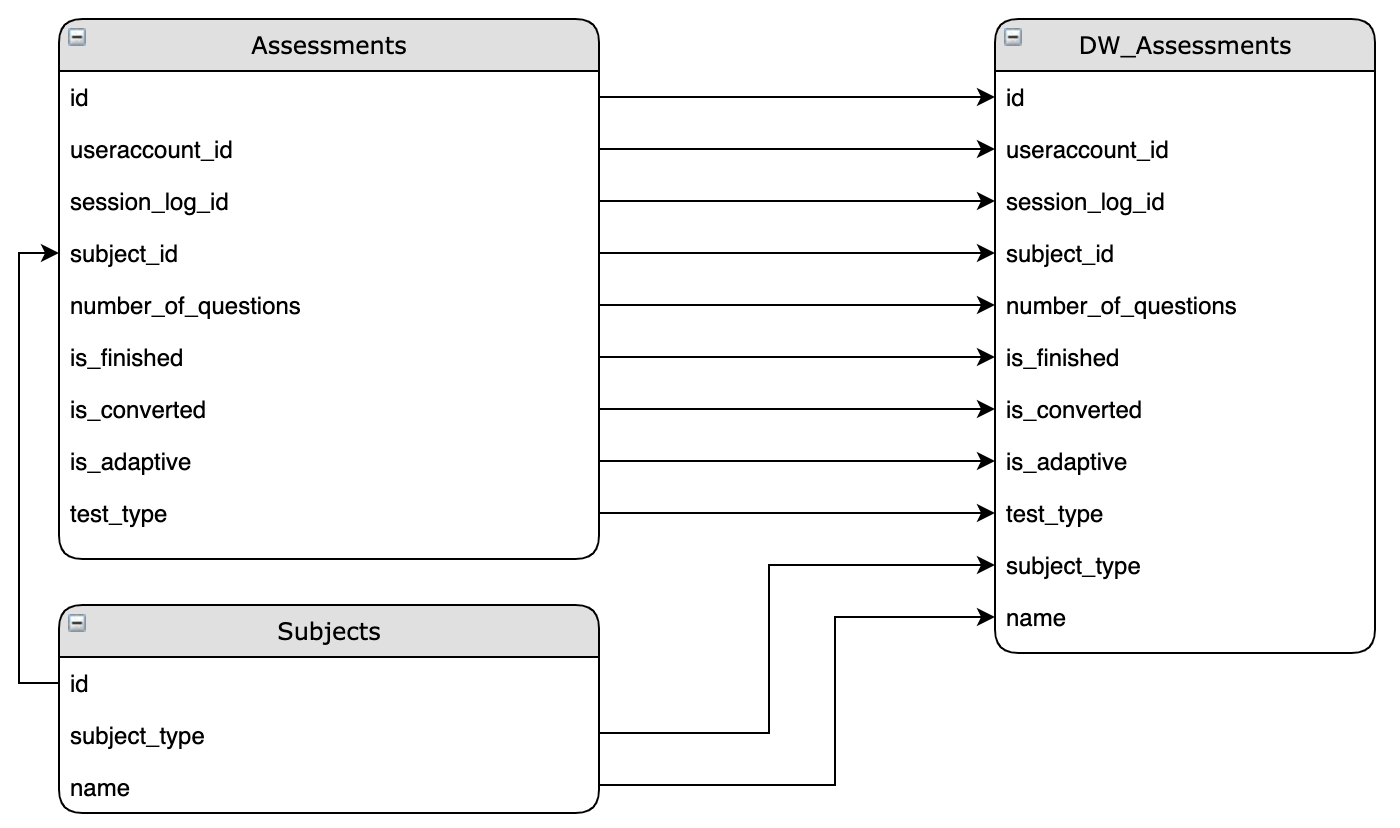 Assessments
id
useraccount_id
session_log_id
subject_id
number_of_questions
is_finished
is_converted
is_adaptive
test_type
Subjects
id
subject_type
name
DW_Assessments
id
useraccount_id
session_log_id
subject_id
number_of_questions
is_finished
is_converted
is_adaptive
test_type
subject_type
name